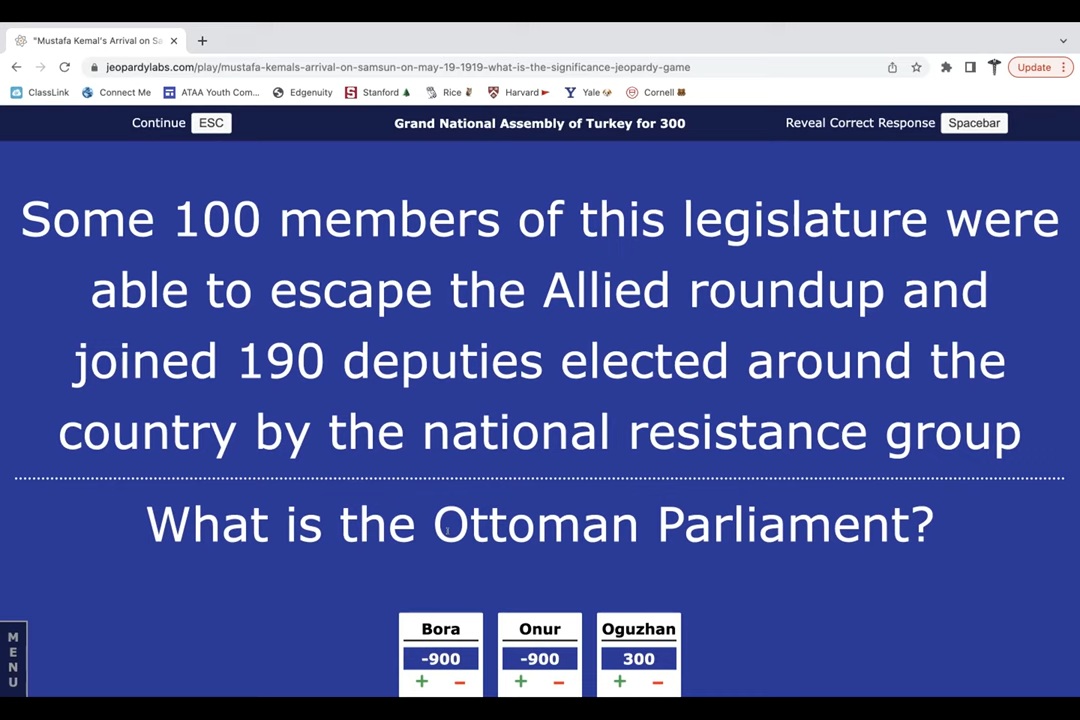 "Mustafa Kemal's Arrival on Sa
jeopardylabs.com/play/mustafa-kemals-arrival-on-samsun-on-may-19-1919-what-is-the-significance-jeopardy-game
Update
ClassLink Connect Me ATAA Youth Com... Edgenuity Stanford Rice Harvard Yale Cornell
Continue ESC Grand National Assembly of Turkey for 300 Reveal Correct Response Spacebar
Some 100 members of this legislature were
able to escape the Allied roundup and
joined 190 deputies elected around the
country by the national resistance group
What is the Ottoman Parliament?
MENU
Bora Onur Oguzhan
-900 -900 300
+ − + − + −